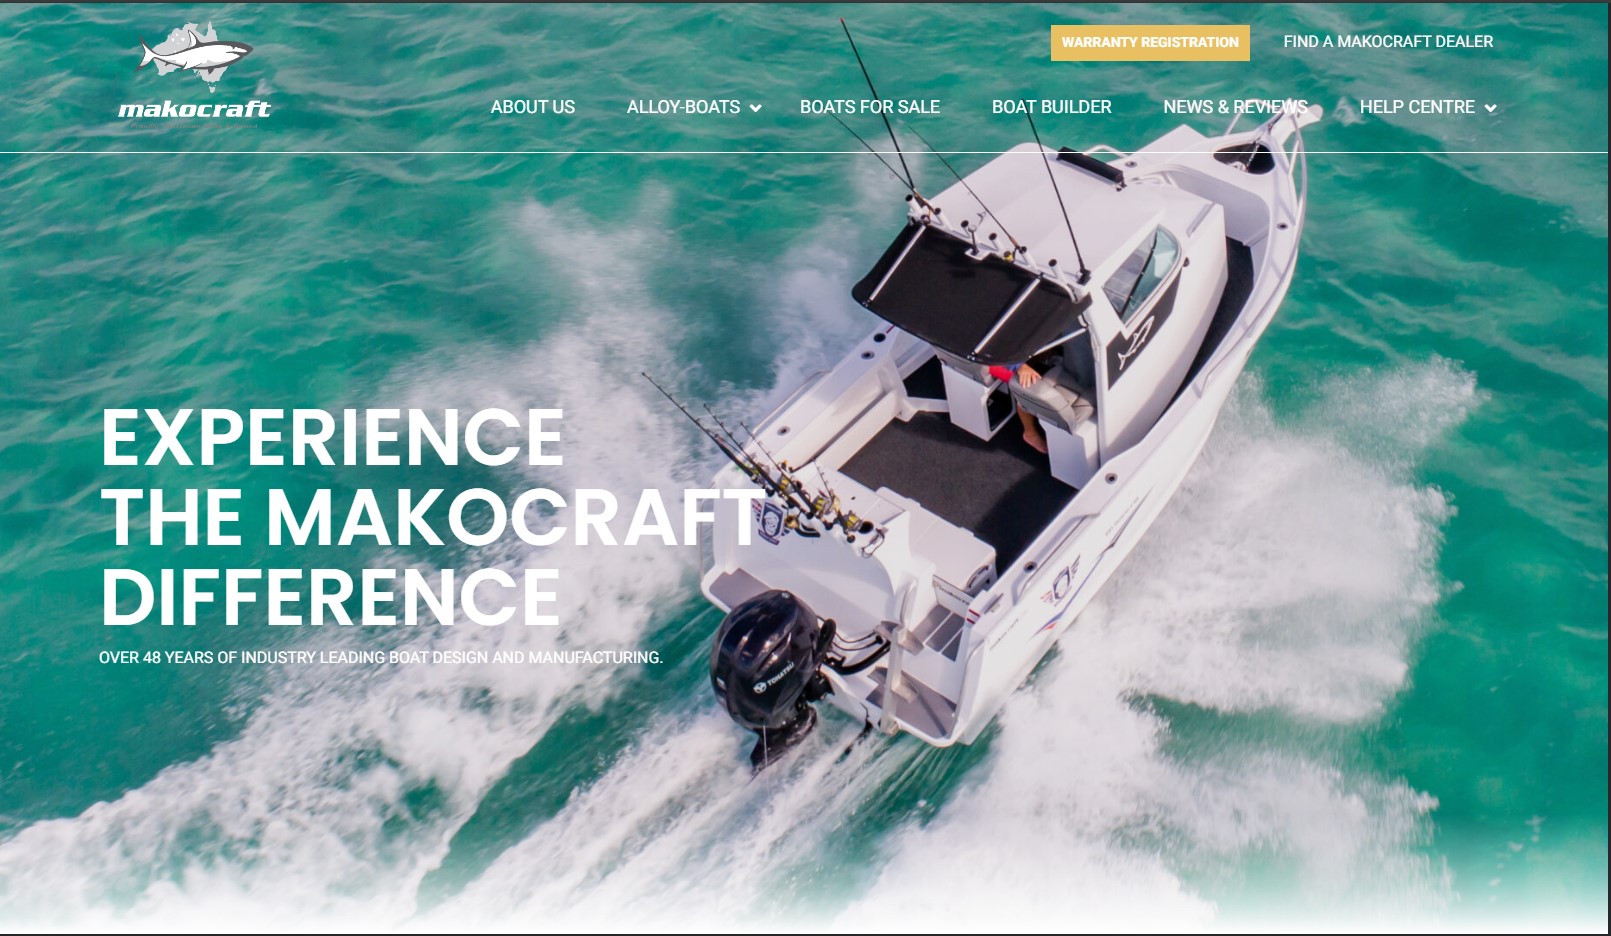 WARRANTY REGISTRATION
FIND A MAKOCRAFT DEALER
makocraft
ABOUT US
ALLOY-BOATS
BOATS FOR SALE
BOAT BUILDER
NEWS & REVIEWS
HELP CENTRE
EXPERIENCE
THE MAKOCRAFT
DIFFERENCE
OVER 48 YEARS OF INDUSTRY LEADING BOAT DESIGN AND MANUFACTURING.
TOHATSU